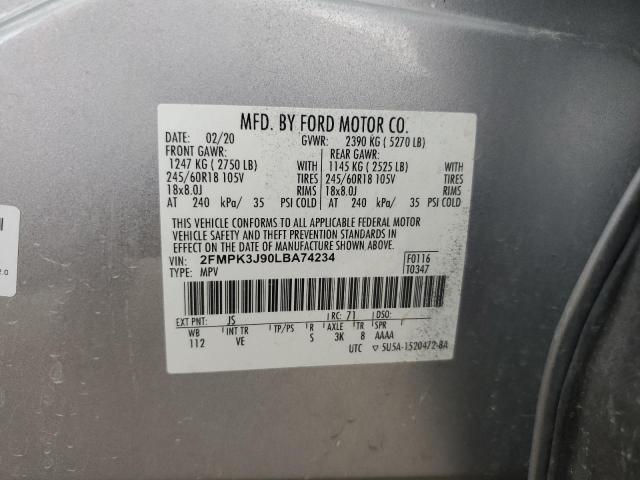 MFD. BY FORD MOTOR CO.
DATE: 02/20 GVWR: 2390 KG ( 5270 LB)
FRONT GAWR: REAR GAWR:
1247 KG ( 2750 LB) WITH 1145 KG ( 2525 LB) WITH
245/60R18 105V TIRES 245/60R18 105V TIRES
18x8.0J RIMS 18x8.0J RIMS
AT 240 kPa/ 35 PSI COLD AT 240 kPa/ 35 PSI COLD
THIS VEHICLE CONFORMS TO ALL APPLICABLE FEDERAL MOTOR
VEHICLE SAFETY AND THEFT PREVENTION STANDARDS IN
EFFECT ON THE DATE OF MANUFACTURE SHOWN ABOVE.
VIN: 2FMPK3J90LBA74234 F0116
TYPE: MPV T0347
EXT PNT: JS RC: 71 DSO:
WB INT TR TP/PS R AXLE TR SPR
112 VE S 3K 8 AAAA
UTC ▽ 5U5A-1520472-BA